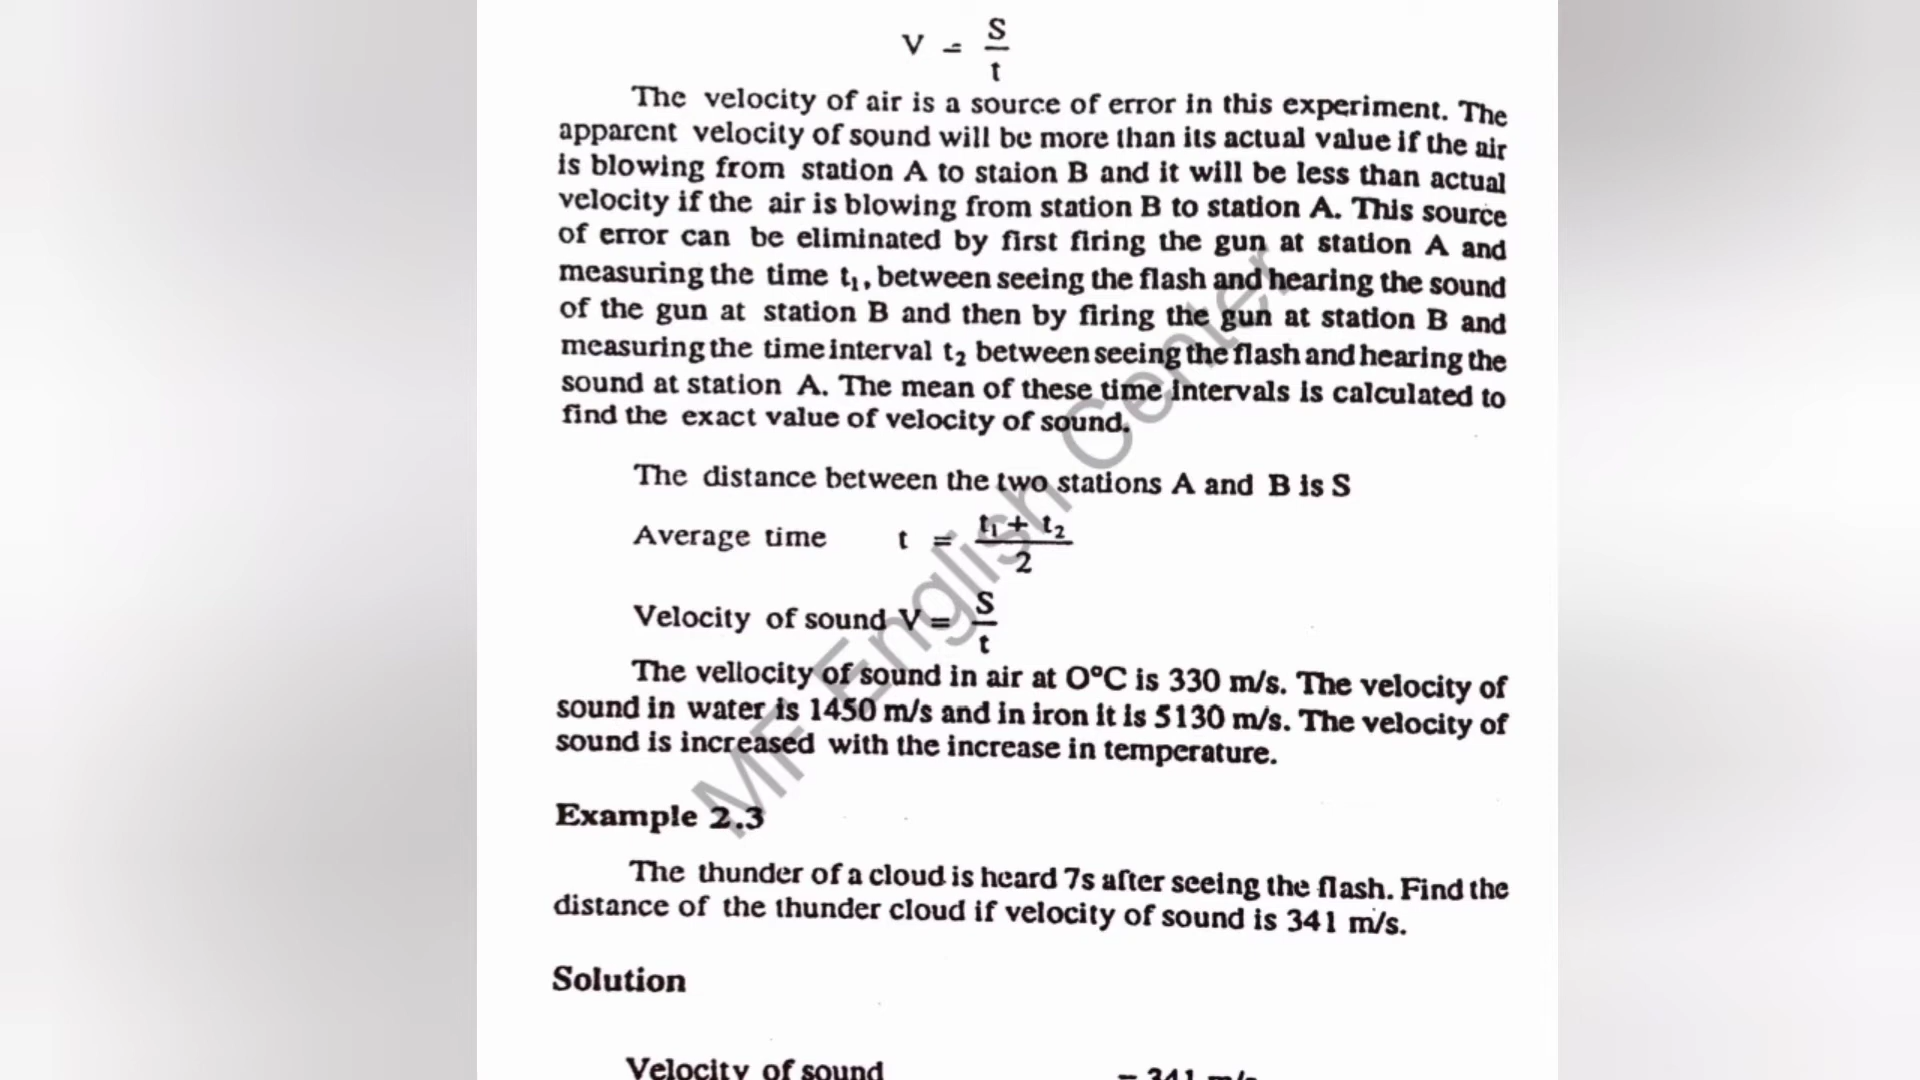 V = S/t
The velocity of air is a source of error in this experiment. The
apparent velocity of sound will be more than its actual value if the air
is blowing from station A to staion B and it will be less than actual
velocity if the air is blowing from station B to station A. This source
of error can be eliminated by first firing the gun at station A and
measuring the time t₁, between seeing the flash and hearing the sound
of the gun at station B and then by firing the gun at station B and
measuring the time interval t₂ between seeing the flash and hearing the
sound at station A. The mean of these time intervals is calculated to
find the exact value of velocity of sound.
The distance between the two stations A and B is S
Average time t = (t₁ + t₂)/2
Velocity of sound V = S/t
The vellocity of sound in air at 0°C is 330 m/s. The velocity of
sound in water is 1450 m/s and in iron it is 5130 m/s. The velocity of
sound is increased with the increase in temperature.
Example 2.3
The thunder of a cloud is heard 7s after seeing the flash. Find the
distance of the thunder cloud if velocity of sound is 341 m/s.
Solution
Velocity of sound = 341 m/s
MF English Center